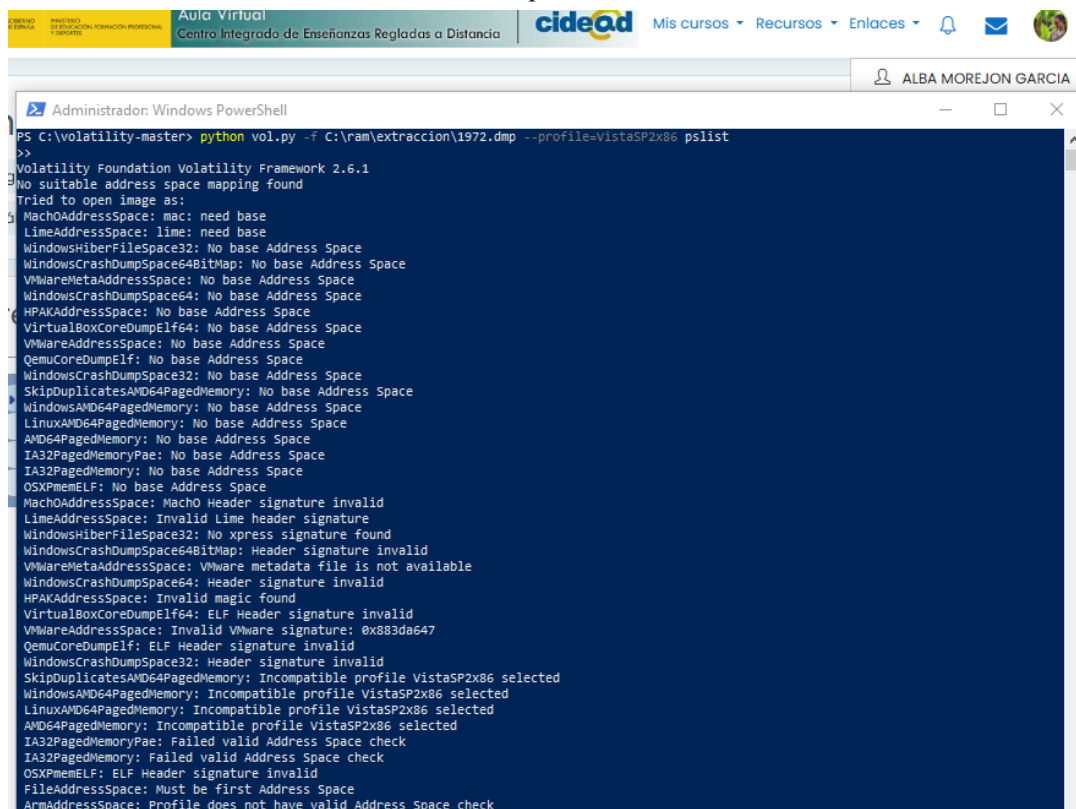 GOBIERNO DE ESPAÑA
MINISTERIO DE EDUCACIÓN, FORMACIÓN PROFESIONAL Y DEPORTES
Aula Virtual
Centro Integrado de Enseñanzas Regladas a Distancia
cidead
Mis cursos
Recursos
Enlaces
ALBA MOREJON GARCIA
Administrador: Windows PowerShell
PS C:\volatility-master> python vol.py -f C:\ram\extraccion\1972.dmp --profile=VistaSP2x86 pslist
>>
Volatility Foundation Volatility Framework 2.6.1
No suitable address space mapping found
Tried to open image as:
MachOAddressSpace: mac: need base
LimeAddressSpace: lime: need base
WindowsHiberFileSpace32: No base Address Space
WindowsCrashDumpSpace64BitMap: No base Address Space
VMWareMetaAddressSpace: No base Address Space
WindowsCrashDumpSpace64: No base Address Space
HPAKAddressSpace: No base Address Space
VirtualBoxCoreDumpElf64: No base Address Space
VMWareAddressSpace: No base Address Space
QemuCoreDumpElf: No base Address Space
WindowsCrashDumpSpace32: No base Address Space
SkipDuplicatesAMD64PagedMemory: No base Address Space
WindowsAMD64PagedMemory: No base Address Space
LinuxAMD64PagedMemory: No base Address Space
AMD64PagedMemory: No base Address Space
IA32PagedMemoryPae: No base Address Space
IA32PagedMemory: No base Address Space
OSXPmemELF: No base Address Space
MachOAddressSpace: MachO Header signature invalid
LimeAddressSpace: Invalid Lime header signature
WindowsHiberFileSpace32: No xpress signature found
WindowsCrashDumpSpace64BitMap: Header signature invalid
VMWareMetaAddressSpace: VMware metadata file is not available
WindowsCrashDumpSpace64: Header signature invalid
HPAKAddressSpace: Invalid magic found
VirtualBoxCoreDumpElf64: ELF Header signature invalid
VMWareAddressSpace: Invalid VMware signature: 0x883da647
QemuCoreDumpElf: ELF Header signature invalid
WindowsCrashDumpSpace32: Header signature invalid
SkipDuplicatesAMD64PagedMemory: Incompatible profile VistaSP2x86 selected
WindowsAMD64PagedMemory: Incompatible profile VistaSP2x86 selected
LinuxAMD64PagedMemory: Incompatible profile VistaSP2x86 selected
AMD64PagedMemory: Incompatible profile VistaSP2x86 selected
IA32PagedMemoryPae: Failed valid Address Space check
IA32PagedMemory: Failed valid Address Space check
OSXPmemELF: ELF Header signature invalid
FileAddressSpace: Must be first Address Space
ArmAddressSpace: Profile does not have valid Address Space check